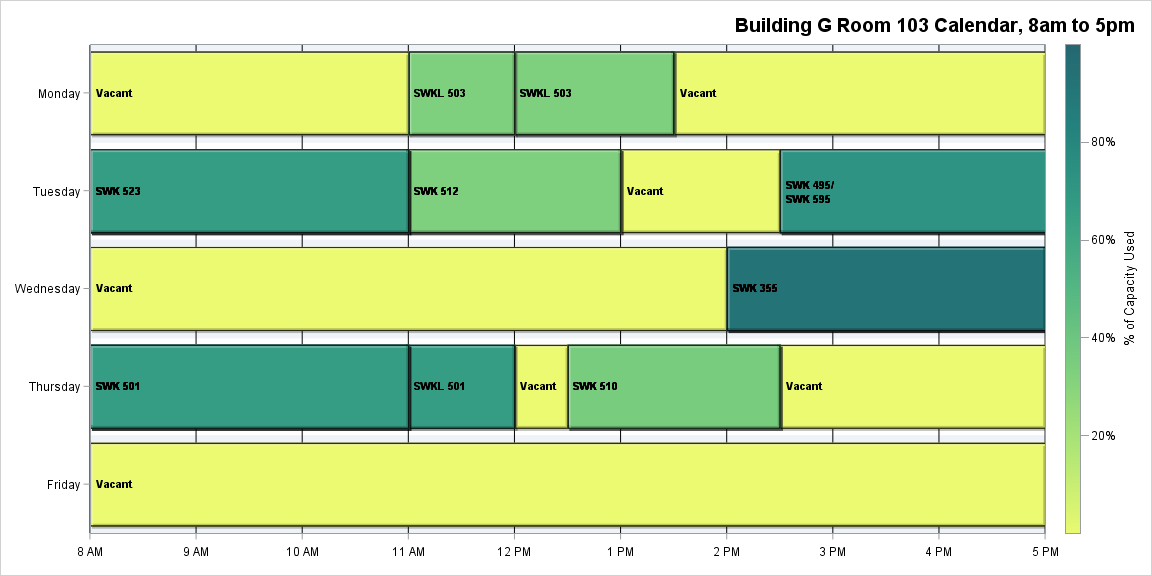 Building G Room 103 Calendar, 8am to 5pm
Monday
Vacant
SWKL 503
SWKL 503
Vacant
Tuesday
SWK 523
SWK 512
Vacant
SWK 495/
SWK 595
Wednesday
Vacant
SWK 355
Thursday
SWK 501
SWKL 501
Vacant
SWK 510
Vacant
Friday
Vacant
8 AM
9 AM
10 AM
11 AM
12 PM
1 PM
2 PM
3 PM
4 PM
5 PM
80%
60%
40%
20%
% of Capacity Used